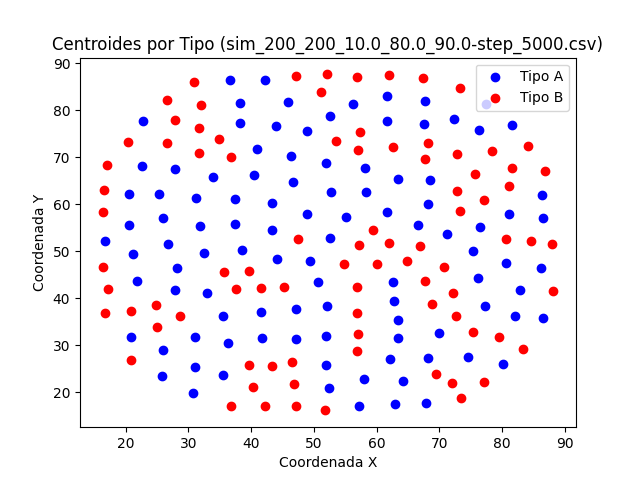 Centroides por Tipo (sim_200_200_10.0_80.0_90.0-step_5000.csv)
Tipo A
Tipo B
90
80
70
60
50
40
30
20
Coordenada Y
20 30 40 50 60 70 80 90
Coordenada X